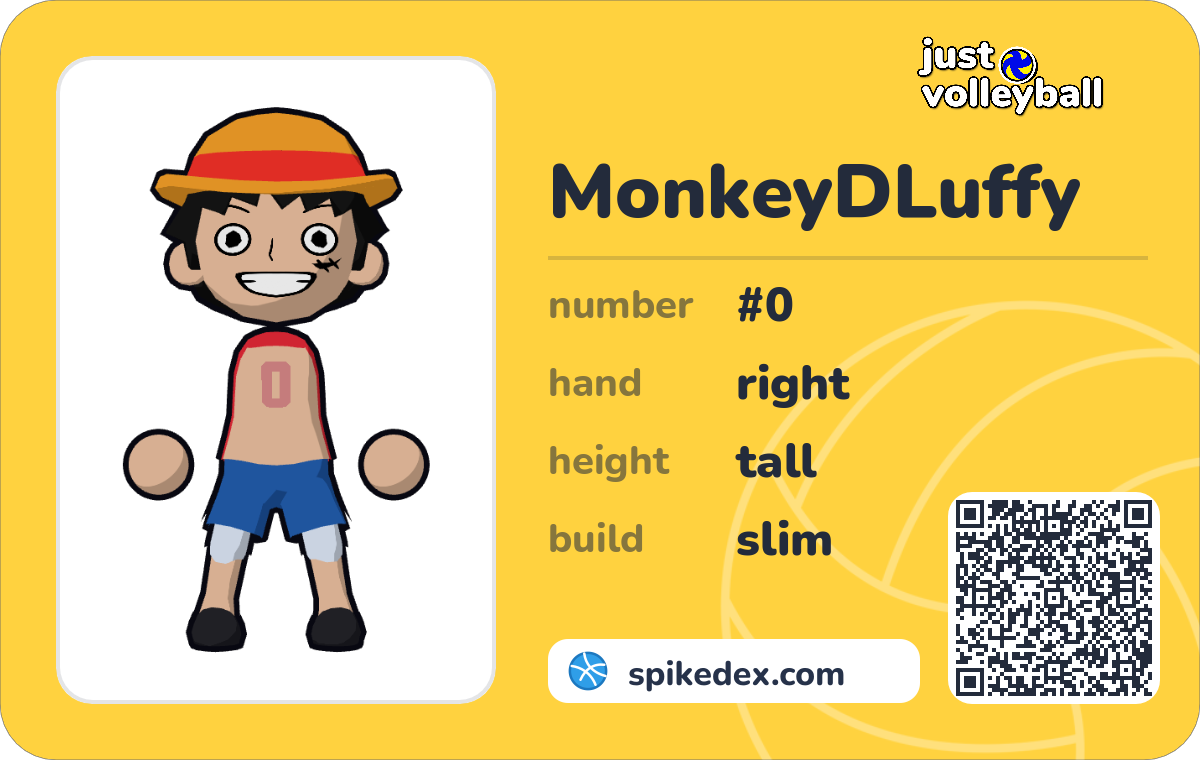 just
volleyball
MonkeyDLuffy
number #0
hand right
height tall
build slim
0
spikedex.com